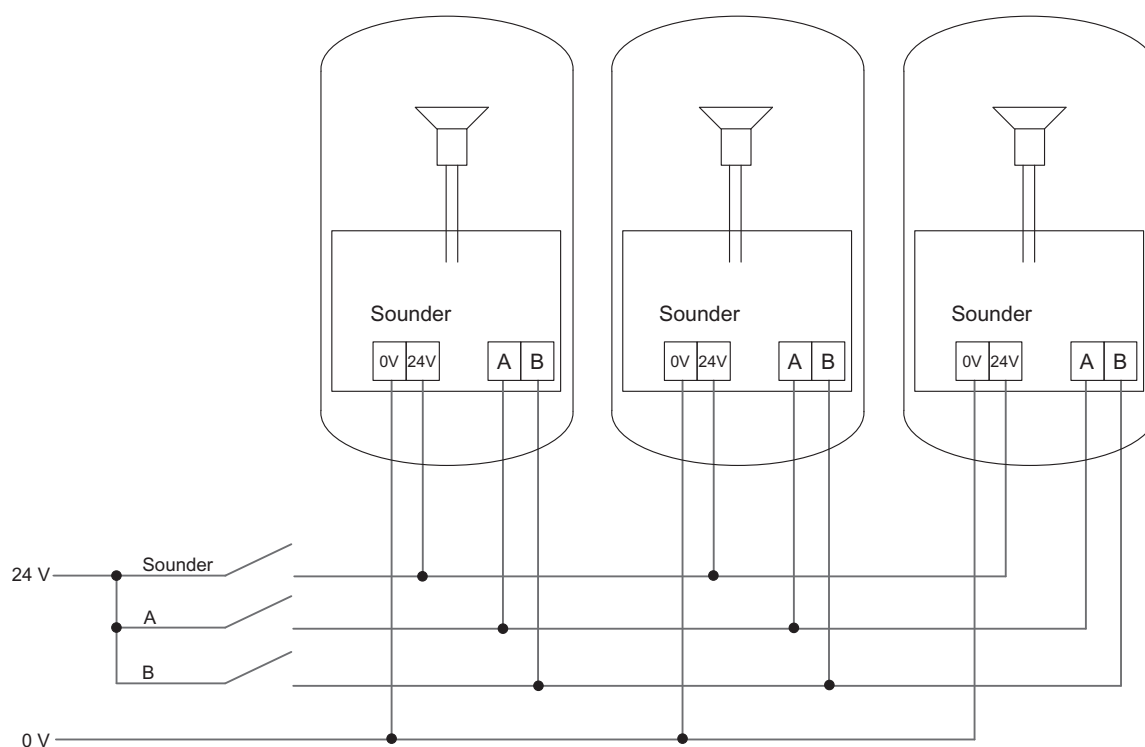 Sounder Sounder Sounder
0V 24V A B 0V 24V A B 0V 24V A B
Sounder
24 V
A
B
0 V